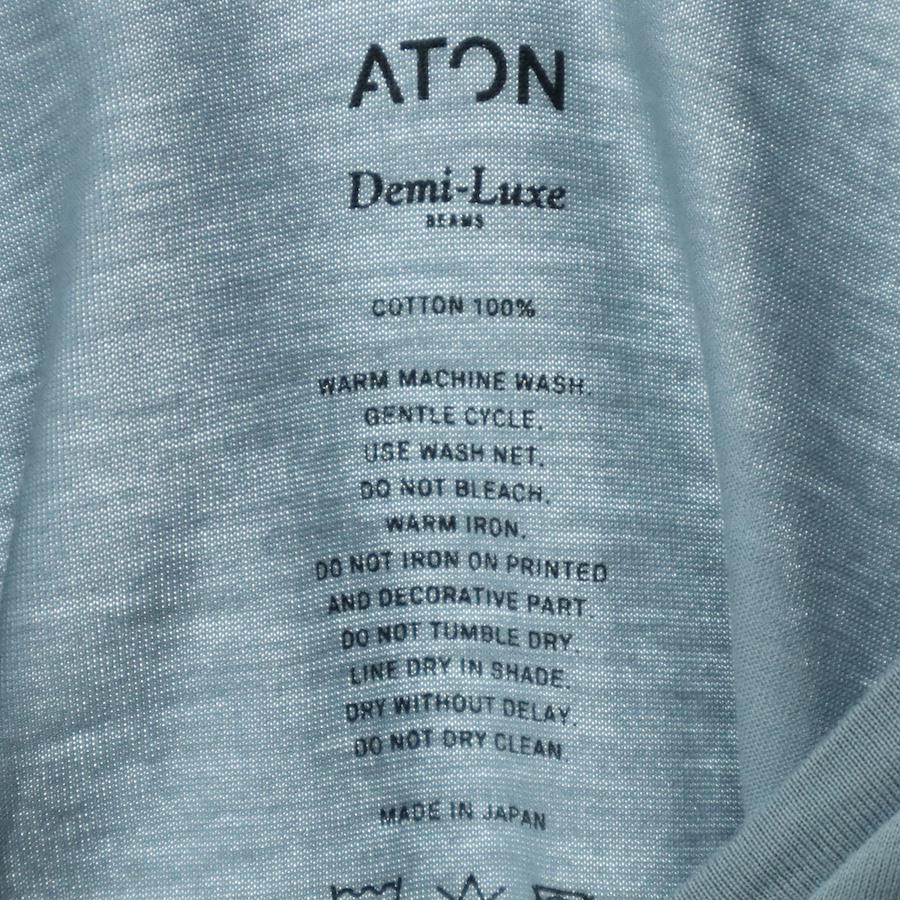 ATON
Demi-Luxe
BEAMS
COTTON 100%
WARM MACHINE WASH.
GENTLE CYCLE.
USE WASH NET.
DO NOT BLEACH.
WARM IRON.
DO NOT IRON ON PRINTED
AND DECORATIVE PART.
DO NOT TUMBLE DRY.
LINE DRY IN SHADE.
DRY WITHOUT DELAY.
DO NOT DRY CLEAN.
MADE IN JAPAN